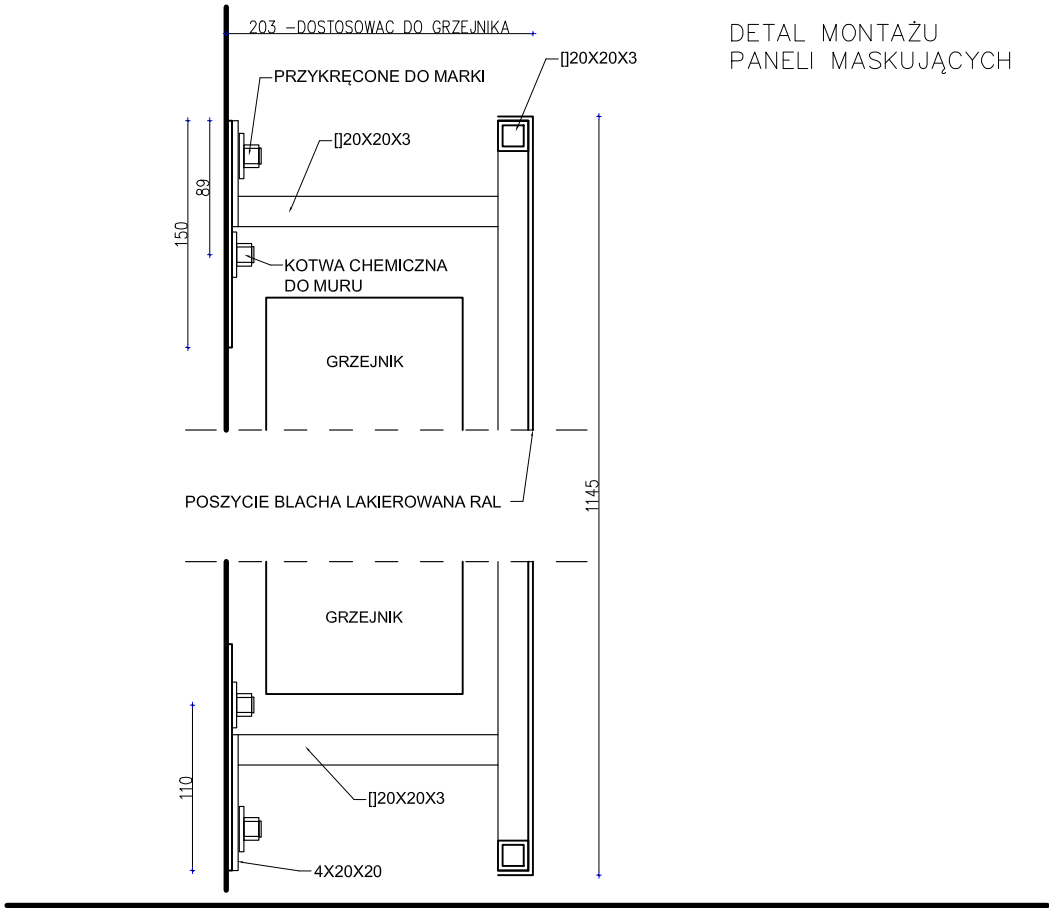 203 -DOSTOSOWAC DO GRZEJNIKA
DETAL MONTAŻU
PANELI MASKUJĄCYCH
[]20X20X3
PRZYKRĘCONE DO MARKI
[]20X20X3
89
150
KOTWA CHEMICZNA
DO MURU
GRZEJNIK
POSZYCIE BLACHA LAKIEROWANA RAL
1145
GRZEJNIK
110
[]20X20X3
4X20X20